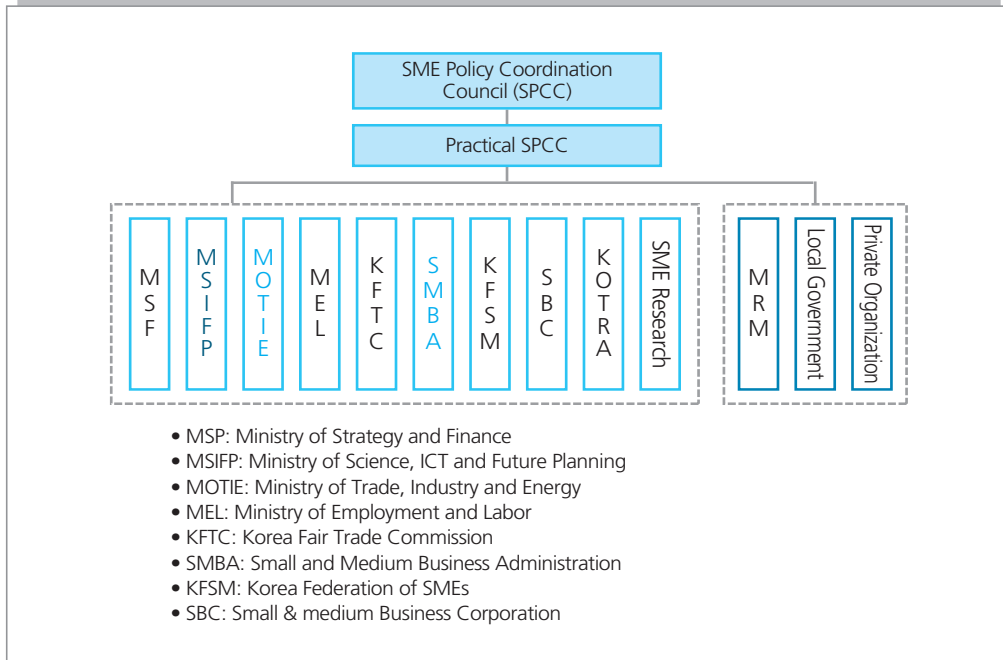 SME Policy Coordination
Council (SPCC)
Practical SPCC
MSF
MSIFP
MOTIE
MEL
KFTC
SMBA
KFSM
SBC
KOTRA
SME Research
MRM
Local Government
Private Organization
• MSP: Ministry of Strategy and Finance
• MSIFP: Ministry of Science, ICT and Future Planning
• MOTIE: Ministry of Trade, Industry and Energy
• MEL: Ministry of Employment and Labor
• KFTC: Korea Fair Trade Commission
• SMBA: Small and Medium Business Administration
• KFSM: Korea Federation of SMEs
• SBC: Small & medium Business Corporation